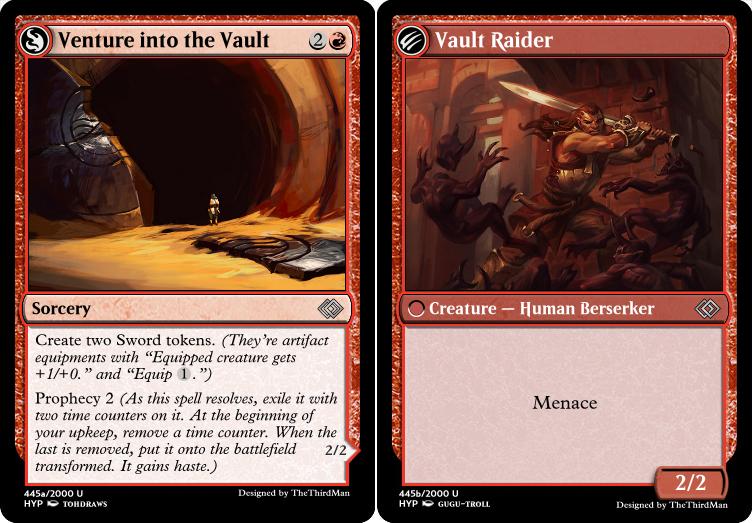 Venture into the Vault 2
Sorcery
Create two Sword tokens. (They're artifact
equipments with “Equipped creature gets
+1/+0.” and “Equip 1.”)
Prophecy 2 (As this spell resolves, exile it with
two time counters on it. At the beginning of
your upkeep, remove a time counter. When the
last is removed, put it onto the battlefield
transformed. It gains haste.)
2/2
445a/2000 U
HYP TOHDRAWS
Designed by TheThirdMan
Vault Raider
Creature — Human Berserker
Menace
2/2
445b/2000 U
HYP GUGU-TROLL
Designed by TheThirdMan